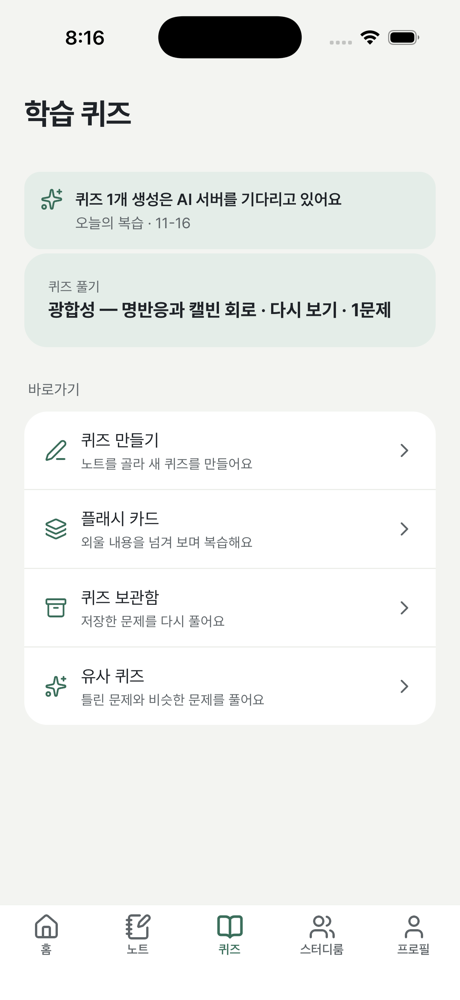 8:16
학습 퀴즈
퀴즈 1개 생성은 AI 서버를 기다리고 있어요
오늘의 복습 · 11-16
퀴즈 풀기
광합성 — 명반응과 캘빈 회로 · 다시 보기 · 1문제
바로가기
퀴즈 만들기
노트를 골라 새 퀴즈를 만들어요
플래시 카드
외울 내용을 넘겨 보며 복습해요
퀴즈 보관함
저장한 문제를 다시 풀어요
유사 퀴즈
틀린 문제와 비슷한 문제를 풀어요
홈
노트
퀴즈
스터디룸
프로필